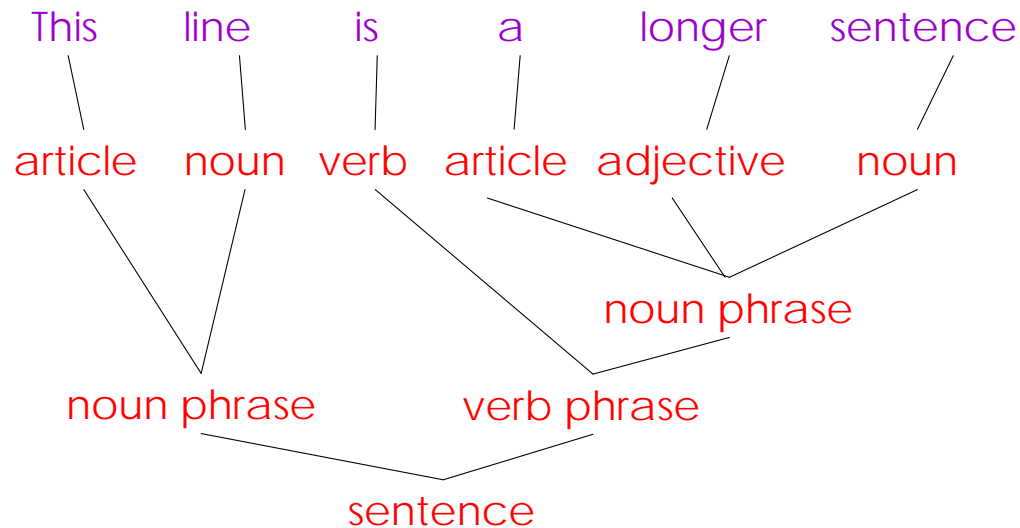 This line is a longer sentence
article noun verb article adjective noun
noun phrase
noun phrase verb phrase
sentence